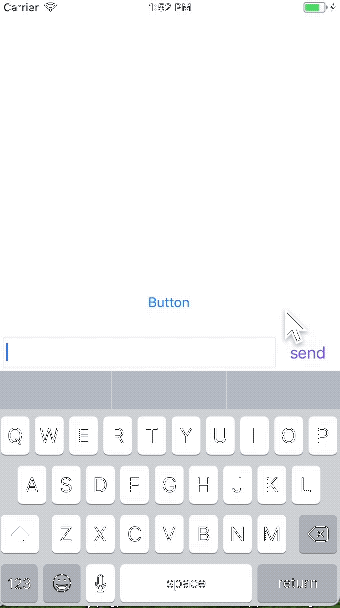 Carrier 1:52 PM
Button
send
Q W E R T Y U I O P
A S D F G H J K L
Z X C V B N M
123 space return